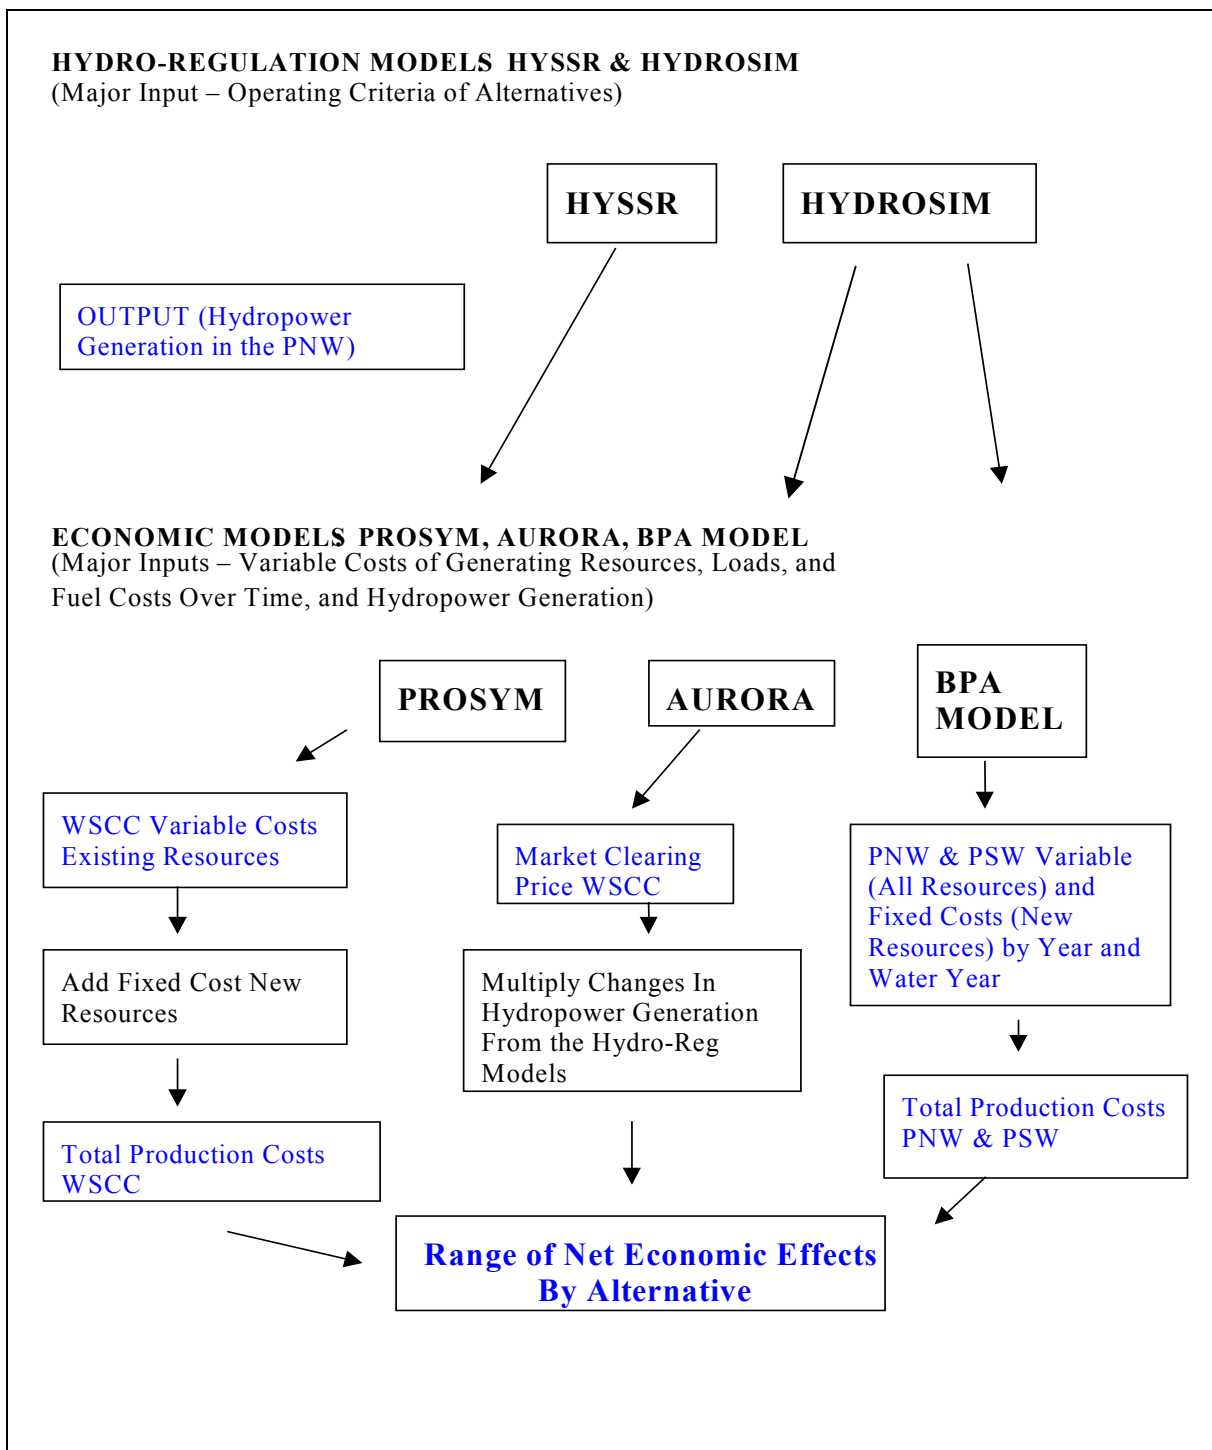 HYDRO-REGULATION MODELS HYSSR & HYDROSIM
(Major Input – Operating Criteria of Alternatives)
HYSSR
HYDROSIM
OUTPUT (Hydropower
Generation in the PNW)
ECONOMIC MODELS PROSYM, AURORA, BPA MODEL
(Major Inputs – Variable Costs of Generating Resources, Loads, and
Fuel Costs Over Time, and Hydropower Generation)
PROSYM
AURORA
BPA
MODEL
WSCC Variable Costs
Existing Resources
Market Clearing
Price WSCC
PNW & PSW Variable
(All Resources) and
Fixed Costs (New
Resources) by Year and
Water Year
Add Fixed Cost New
Resources
Multiply Changes In
Hydropower Generation
From the Hydro-Reg
Models
Total Production Costs
PNW & PSW
Total Production Costs
WSCC
Range of Net Economic Effects
By Alternative